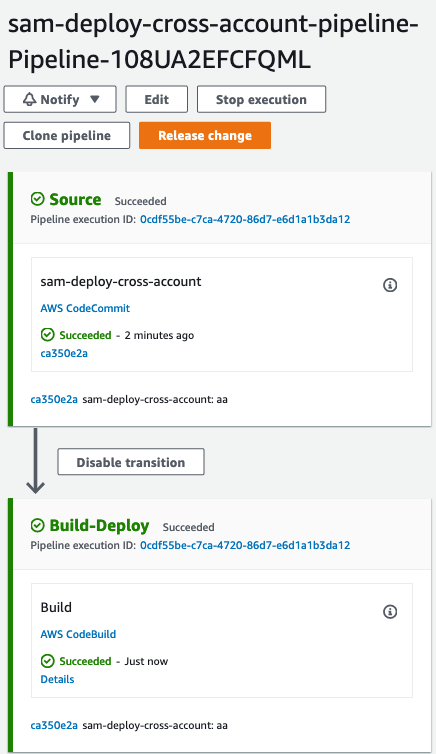 sam-deploy-cross-account-pipeline-
Pipeline-108UA2EFCFQML
Notify
Edit
Stop execution
Clone pipeline
Release change
Source Succeeded
Pipeline execution ID: 0cdf55be-c7ca-4720-86d7-e6d1a1b3da12
sam-deploy-cross-account
AWS CodeCommit
Succeeded - 2 minutes ago
ca350e2a
ca350e2a sam-deploy-cross-account: aa
Disable transition
Build-Deploy Succeeded
Pipeline execution ID: 0cdf55be-c7ca-4720-86d7-e6d1a1b3da12
Build
AWS CodeBuild
Succeeded - Just now
Details
ca350e2a sam-deploy-cross-account: aa